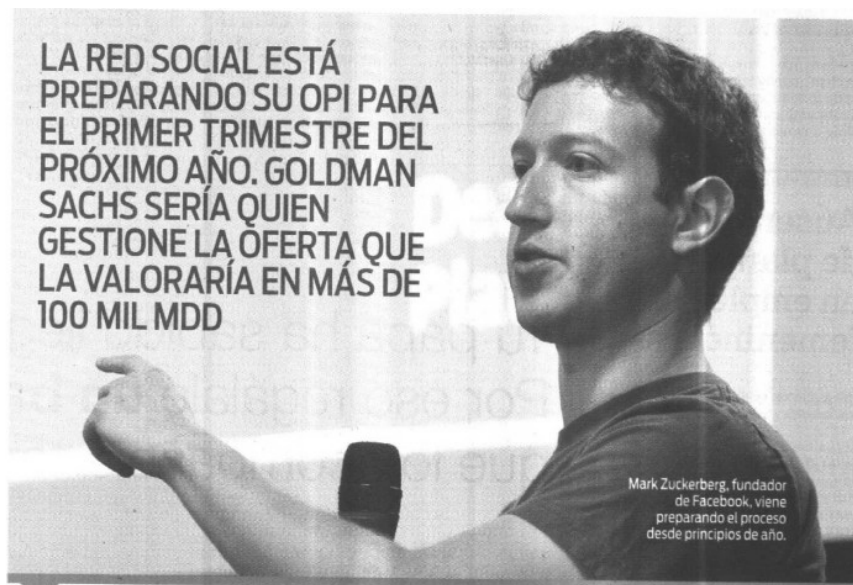 LA RED SOCIAL ESTÁ
PREPARANDO SU OPI PARA
EL PRIMER TRIMESTRE DEL
PRÓXIMO AÑO. GOLDMAN
SACHS SERÍA QUIEN
GESTIONE LA OFERTA QUE
LA VALORARÍA EN MÁS DE
100 MIL MDD
Mark Zuckerberg, fundador
de Facebook, viene
preparando el proceso
desde principios de año.